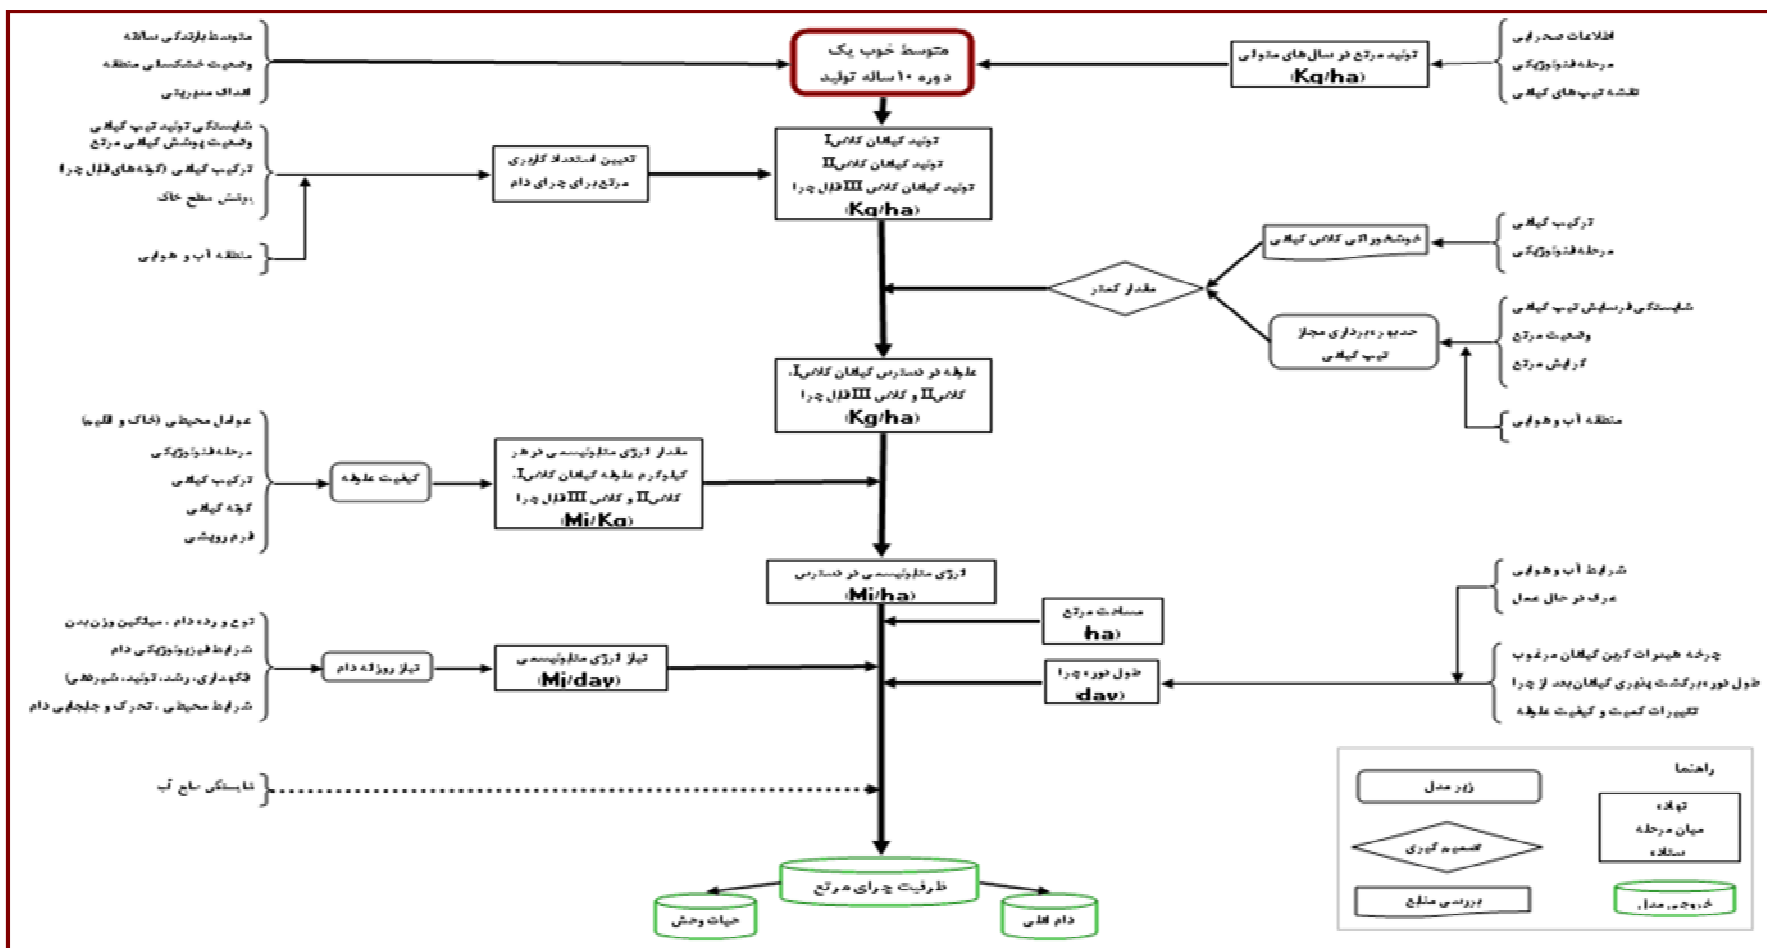 متوسط بارندگی سالانه
وضعیت خشکسالی منطقه
اهداف مدیریتی
متوسط خوب یک
دوره ۱۰ ساله تولید
تولید مرتع در سال‌های متوالی
(Kg/ha)
اطلاعات صحرایی
مرحله فنولوژیکی
نقشه تیپ‌های گیاهی
شایستگی تولید تیپ گیاهی
وضعیت پوشش گیاهی مرتع
ترکیب گیاهی (گونه‌های قابل چرا
پوشش سطح خاک
منطقه آب و هوایی
تعیین استعداد کاربری
مرتع برای چرای دام
تولید گیاهان کلاس I
تولید گیاهان کلاس II
تولید گیاهان کلاس III قابل چرا
(Kg/ha)
خوشخوراکی کلاس گیاهی
ترکیب گیاهی
مرحله فنولوژیکی
مقدار کمتر
حد بهره‌برداری مجاز
تیپ گیاهی
شایستگی فرسایش تیپ گیاهی
وضعیت مرتع
گرایش مرتع
منطقه آب و هوایی
علوفه در دسترس گیاهان کلاس I،
کلاس II و کلاس III قابل چرا
(Kg/ha)
عوامل محیطی (خاک و اقلیم)
مرحله فنولوژیکی
ترکیب گیاهی
گونه گیاهی
فرم رویشی
کیفیت علوفه
مقدار انرژی متابولیسمی در هر
کیلوگرم علوفه گیاهان کلاس I،
کلاس II و کلاس III قابل چرا
(Mj/Kg)
انرژی متابولیسمی در دسترس
(Mj/ha)
مساحت مرتع
(ha)
شرایط آب و هوایی
عرف در حال عمل
نوع و رده دام ، میانگین وزن بدن
شرایط فیزیولوژیکی دام
(نگهداری، رشد، تولید، شیردهی)
شرایط محیطی ، تحرک و جابجایی دام
نیاز روزانه دام
نیاز انرژی متابولیسمی
(Mj/day)
طول دوره چرا
(day)
چرخه هیدرات کربن گیاهان مرغوب
طول دوره برگشت پذیری گیاهان بعد از چرا
تغییرات کمیت و کیفیت علوفه
شایستگی منابع آب
ظرفیت چرای مرتع
حیات وحش
دام اهلی
راهنما
زیر مدل
تصمیم گیری
بررسی منابع
نهاده
میان مرحله
ستاده
خروجی مدل